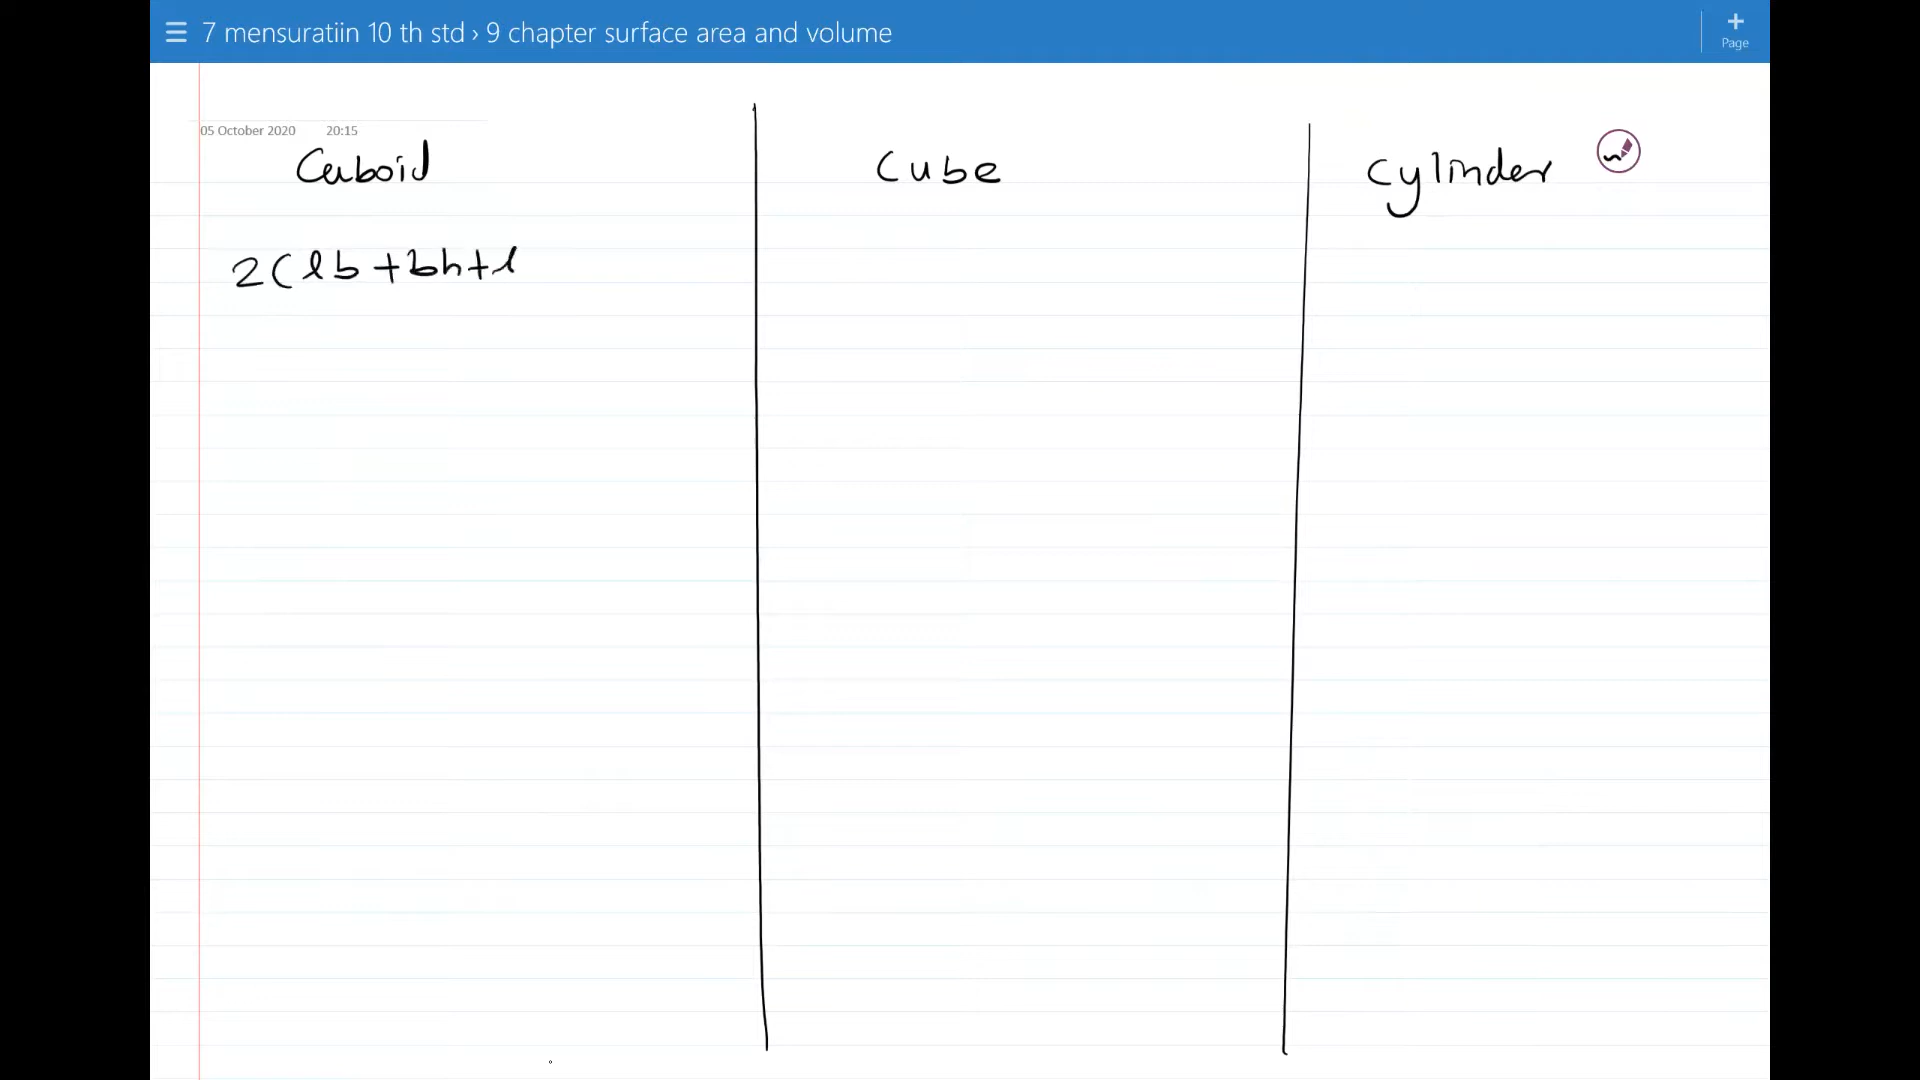 7 mensuratiin 10 th std › 9 chapter surface area and volume
Page
05 October 2020 20:15
Cuboid
Cube
Cylinder
2(lb+bh+l